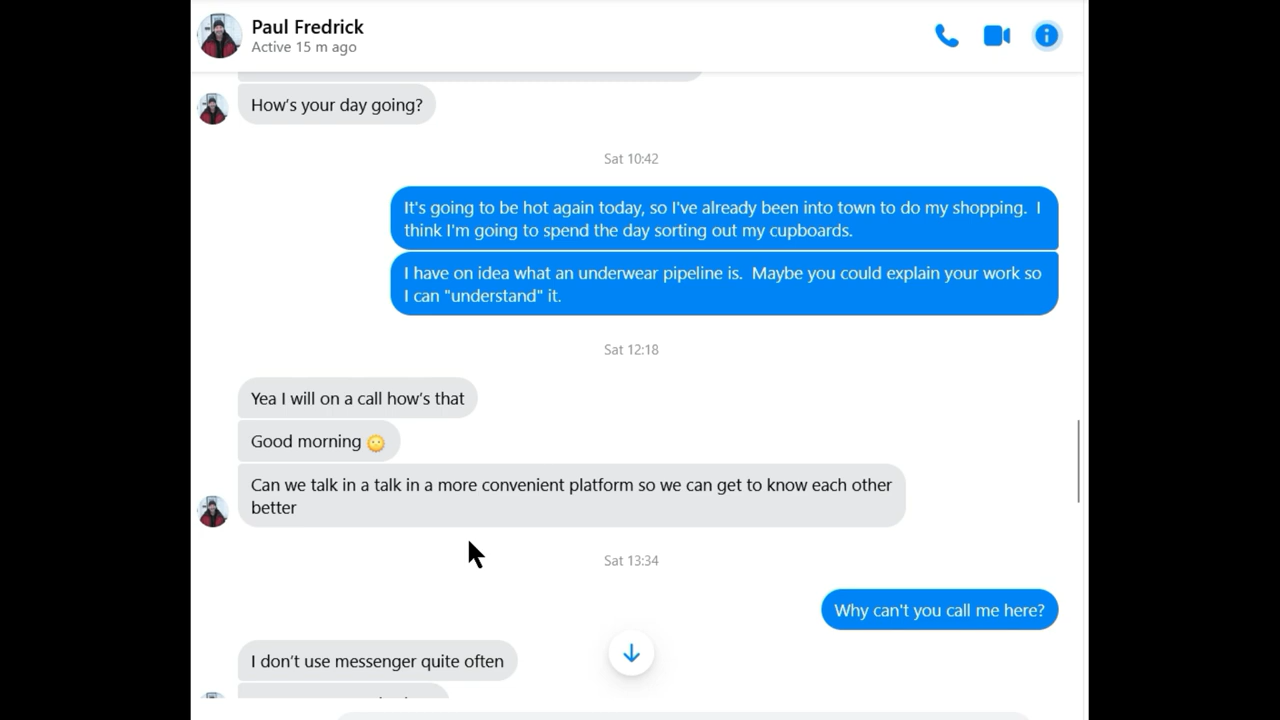 Paul Fredrick
Active 15 m ago
How's your day going?
Sat 10:42
It's going to be hot again today, so I've already been into town to do my shopping.  I
think I'm going to spend the day sorting out my cupboards.
I have on idea what an underwear pipeline is.  Maybe you could explain your work so
I can "understand" it.
Sat 12:18
Yea I will on a call how's that
Good morning 🌞
Can we talk in a talk in a more convenient platform so we can get to know each other
better
Sat 13:34
Why can't you call me here?
I don't use messenger quite often